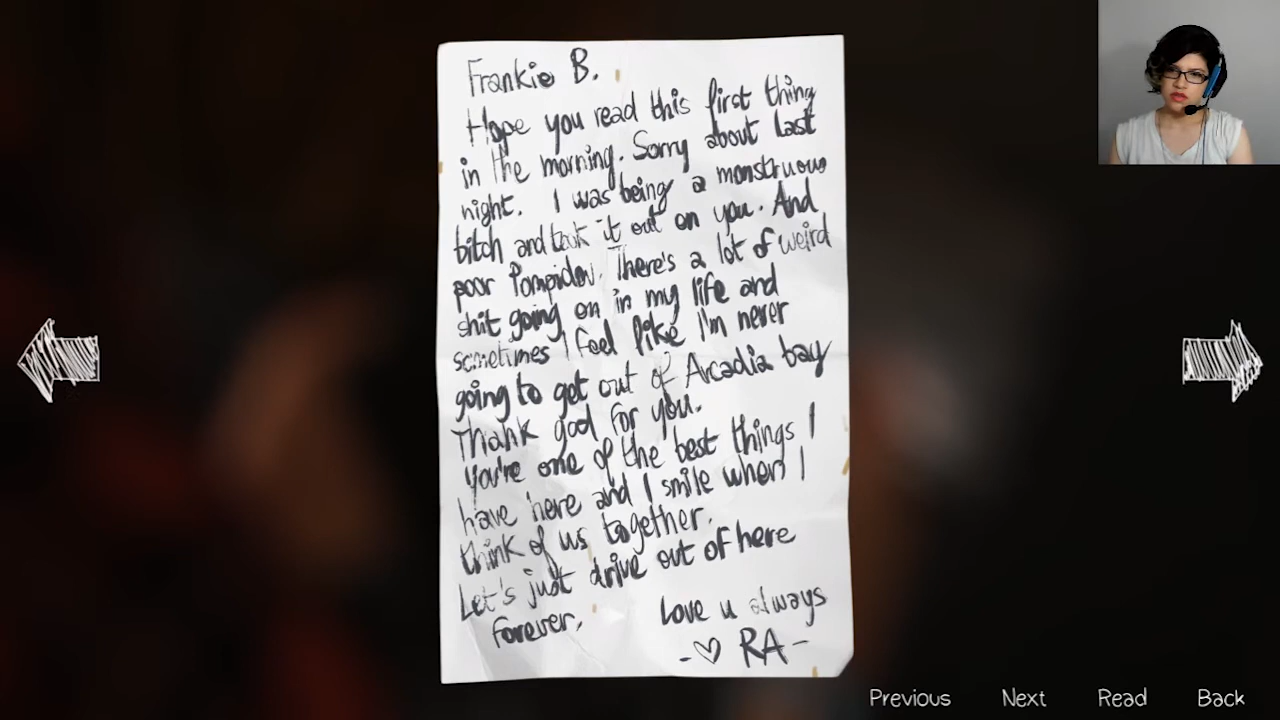 Frankie B.
Hope you read this first thing
in the morning. Sorry about last
night. I was being a monstruous
bitch and took it out on you. And
poor Pompidou. There's a lot of weird
shit going on in my life and
sometimes I feel like I'm never
going to get out of Arcadia bay
Thank god for you.
You're one of the best things I
have here and I smile when I
think of us together.
Let's just drive out of here
forever.
Love u always
- ♡ RA -
Previous Next Read Back